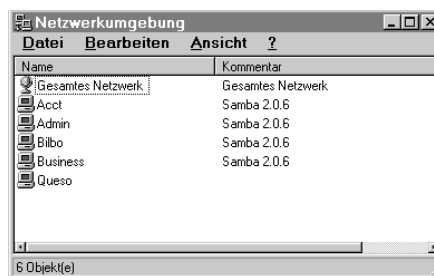 Netzwerkumgebung
Datei Bearbeiten Ansicht ?
Name Kommentar
Gesamtes Netzwerk Gesamtes Netzwerk
Acct Samba 2.0.6
Admin Samba 2.0.6
Bilbo Samba 2.0.6
Business Samba 2.0.6
Queso
6 Objekt(e)